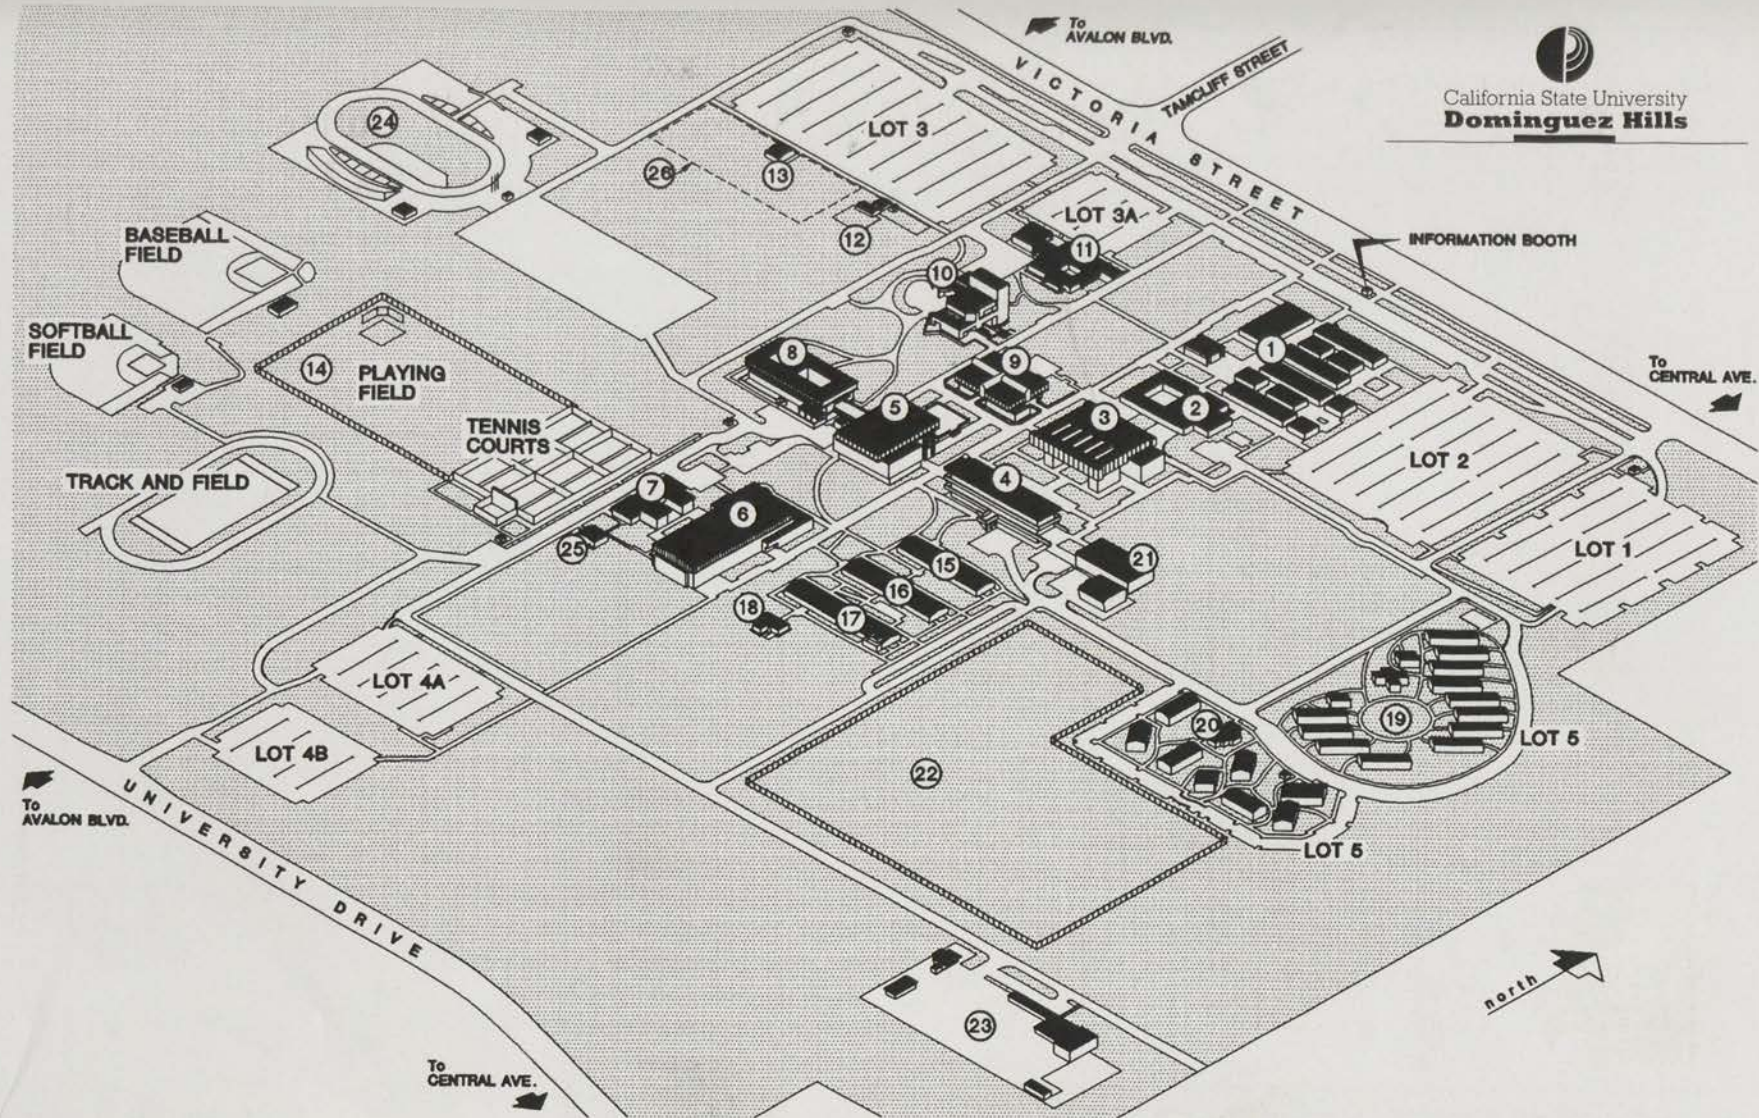 To
AVALON BLVD.
VICTORIA STREET
TAMCLIFF STREET
California State University
Dominguez Hills
24
LOT 3
26
13
LOT 3A
12
11
INFORMATION BOOTH
BASEBALL
FIELD
10
SOFTBALL
FIELD
14
PLAYING
FIELD
8
9
1
To
CENTRAL AVE.
5
3
2
TENNIS
COURTS
LOT 2
TRACK AND FIELD
7
4
6
LOT 1
25
21
15
16
18
17
LOT 4A
19
20
LOT 5
LOT 4B
22
To
AVALON BLVD.
UNIVERSITY DRIVE
LOT 5
north
23
To
CENTRAL AVE.